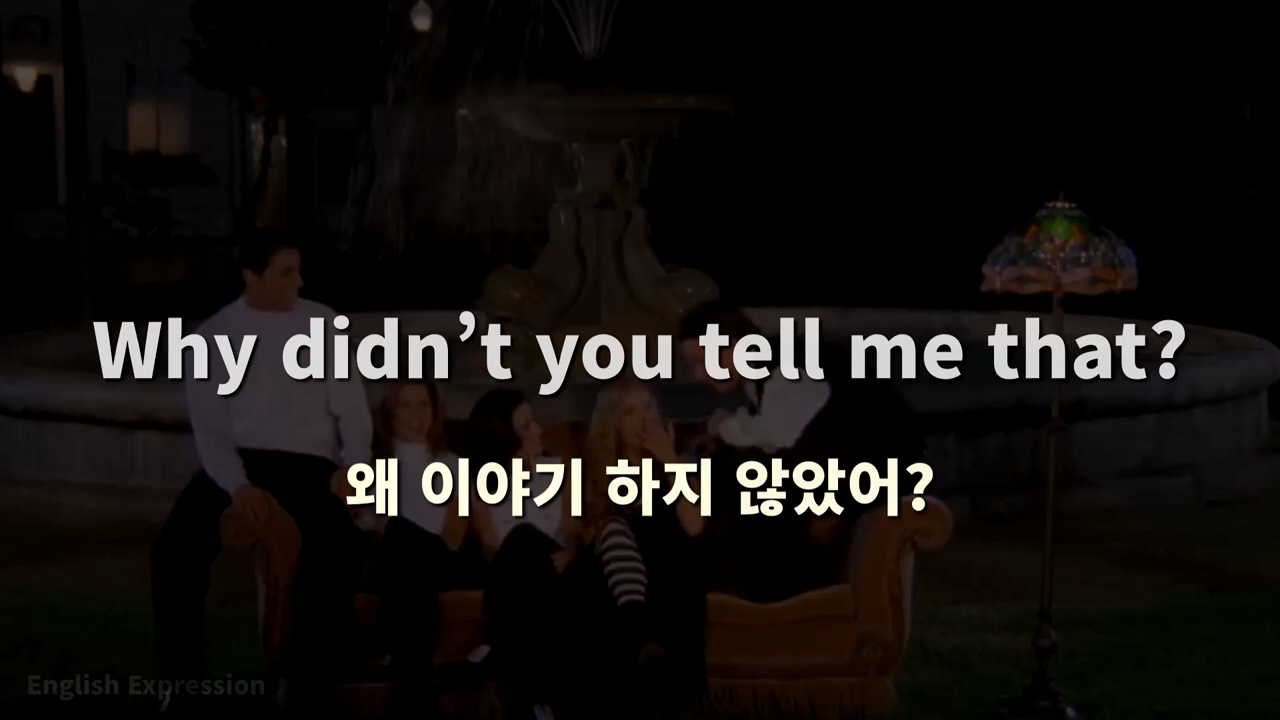 Why didn’t you tell me that?
왜 이야기 하지 않았어?
English Expression